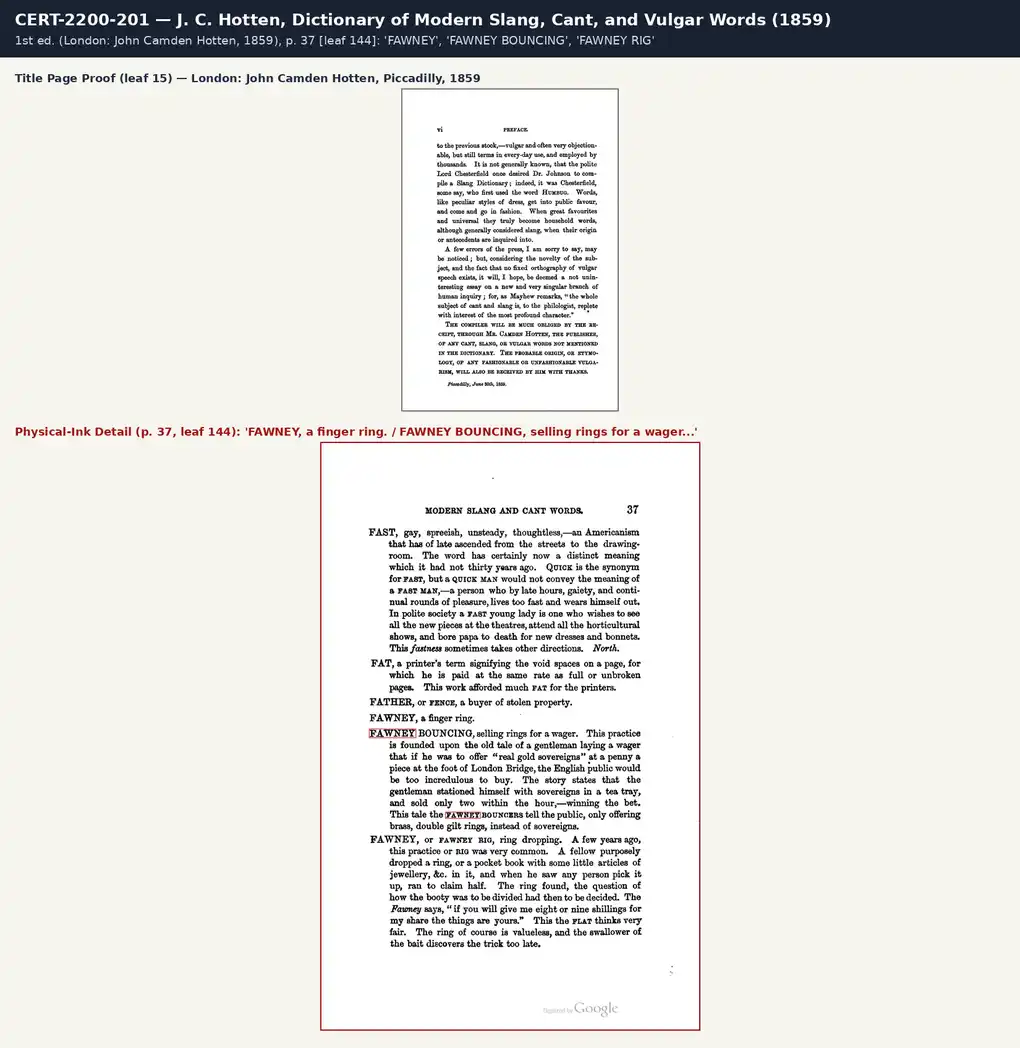 CERT-2200-201 — J. C. Hotten, Dictionary of Modern Slang, Cant, and Vulgar Words (1859)
1st ed. (London: John Camden Hotten, 1859), p. 37 [leaf 144]: 'FAWNEY', 'FAWNEY BOUNCING', 'FAWNEY RIG'
Title Page Proof (leaf 15) — London: John Camden Hotten, Piccadilly, 1859
vi PREFACE.
to the previous stock,—vulgar and often very objection-
able, but still terms in every-day use, and employed by
thousands. It is not generally known, that the polite
Lord Chesterfield once desired Dr. Johnson to com-
pile a Slang Dictionary; indeed, it was Chesterfield,
some say, who first used the word HUMBUG. Words,
like peculiar styles of dress, get into public favour,
and come and go in fashion. When great favourites
and universal they truly become household words,
although generally considered slang, when their origin
or antecedents are inquired into.
A few errors of the press, I am sorry to say, may
be noticed; but, considering the novelty of the sub-
ject, and the fact that no fixed orthography of vulgar
speech exists, it will, I hope, be deemed a not unin-
teresting essay on a new and very singular branch of
human inquiry; for, as Mayhew remarks, "the whole
subject of cant and slang is, to the philologist, replete
with interest of the most profound character."
THE COMPILER WILL BE MUCH OBLIGED BY THE RE-
CEIPT, THROUGH MR. CAMDEN HOTTEN, THE PUBLISHER,
OF ANY CANT, SLANG, OR VULGAR WORDS NOT MENTIONED
IN THE DICTIONARY. THE PROBABLE ORIGIN, OR ETYMO-
LOGY, OF ANY FASHIONABLE OR UNFASHIONABLE VULGA-
RISM, WILL ALSO BE RECEIVED BY HIM WITH THANKS.
Piccadilly, June 30th, 1859.
Physical-Ink Detail (p. 37, leaf 144): 'FAWNEY, a finger ring. / FAWNEY BOUNCING, selling rings for a wager...'
MODERN SLANG AND CANT WORDS. 37
FAST, gay, spreeish, unsteady, thoughtless,—an Americanism
that has of late ascended from the streets to the drawing-
room. The word has certainly now a distinct meaning
which it had not thirty years ago. QUICK is the synonym
for FAST, but a QUICK MAN would not convey the meaning of
a FAST MAN,—a person who by late hours, gaiety, and conti-
nual rounds of pleasure, lives too fast and wears himself out.
In polite society a FAST young lady is one who wishes to see
all the new pieces at the theatres, attend all the horticultural
shows, and bore papa to death for new dresses and bonnets.
This fastness sometimes takes other directions. North.
FAT, a printer's term signifying the void spaces on a page, for
which he is paid at the same rate as full or unbroken
pages. This work afforded much FAT for the printers.
FATHER, or FENCE, a buyer of stolen property.
FAWNEY, a finger ring.
FAWNEY BOUNCING, selling rings for a wager. This practice
is founded upon the old tale of a gentleman laying a wager
that if he was to offer "real gold sovereigns" at a penny a
piece at the foot of London Bridge, the English public would
be too incredulous to buy. The story states that the
gentleman stationed himself with sovereigns in a tea tray,
and sold only two within the hour,—winning the bet.
This tale the FAWNEY BOUNCERS tell the public, only offering
brass, double gilt rings, instead of sovereigns.
FAWNEY, or FAWNEY RIG, ring dropping. A few years ago,
this practice or RIG was very common. A fellow purposely
dropped a ring, or a pocket book with some little articles of
jewellery, &c. in it, and when he saw any person pick it
up, ran to claim half. The ring found, the question of
how the booty was to be divided had then to be decided. The
Fawney says, "if you will give me eight or nine shillings for
my share the things are yours." This the FLAT thinks very
fair. The ring of course is valueless, and the swallower of
the bait discovers the trick too late.
Digitized by Google